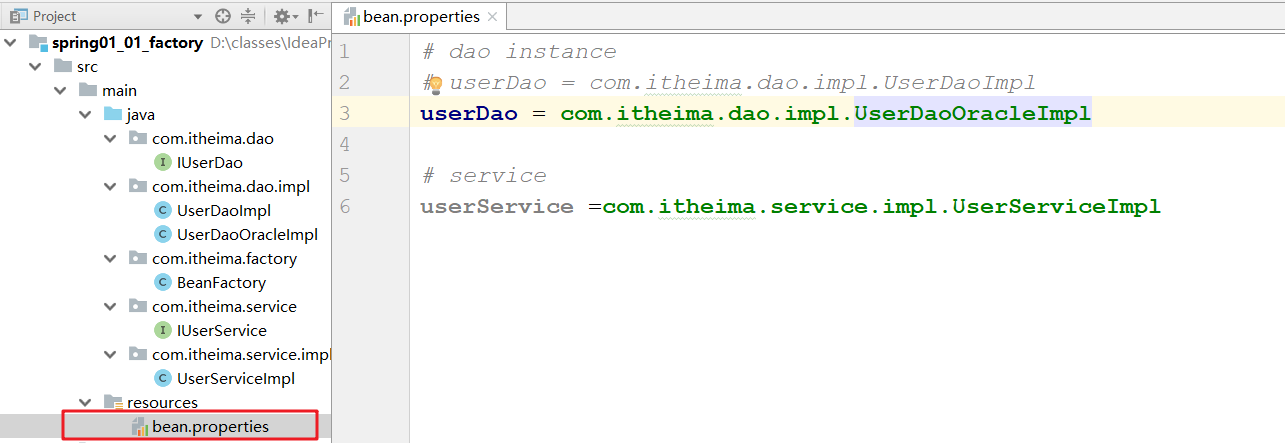 Project
spring01_01_factory D:\classes\IdeaPr
src
main
java
com.itheima.dao
I IUserDao
com.itheima.dao.impl
C UserDaoImpl
C UserDaoOracleImpl
com.itheima.factory
C BeanFactory
com.itheima.service
I IUserService
com.itheima.service.impl
C UserServiceImpl
resources
bean.properties
bean.properties
1 # dao instance
2 # userDao = com.itheima.dao.impl.UserDaoImpl
3 userDao = com.itheima.dao.impl.UserDaoOracleImpl
4
5 # service
6 userService =com.itheima.service.impl.UserServiceImpl